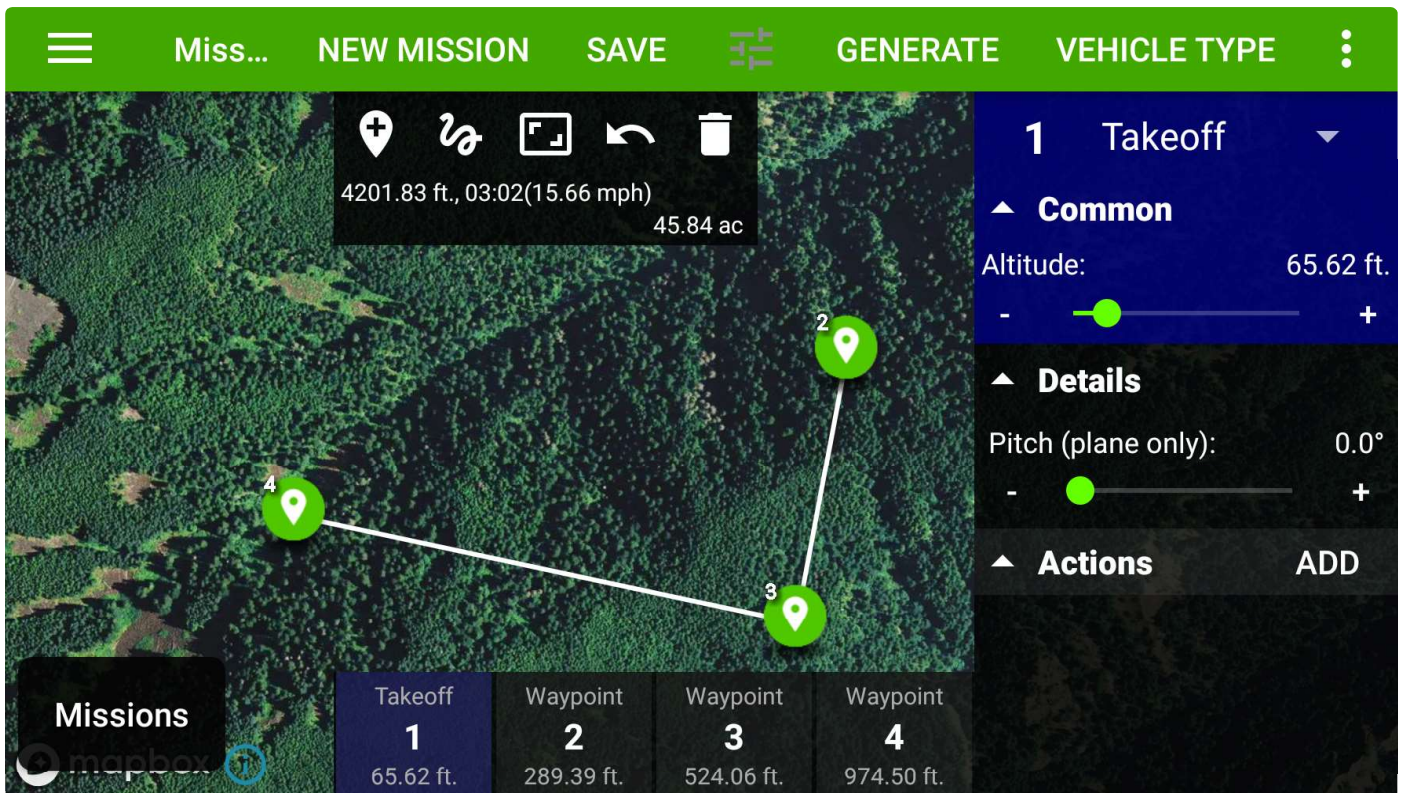 Miss... NEW MISSION SAVE GENERATE VEHICLE TYPE
4201.83 ft., 03:02(15.66 mph)
45.84 ac
1 Takeoff
Common
Altitude: 65.62 ft.
- +
Details
Pitch (plane only): 0.0°
- +
Actions ADD
2
4
3
Missions
mapbox
Takeoff Waypoint Waypoint Waypoint
1 2 3 4
65.62 ft. 289.39 ft. 524.06 ft. 974.50 ft.